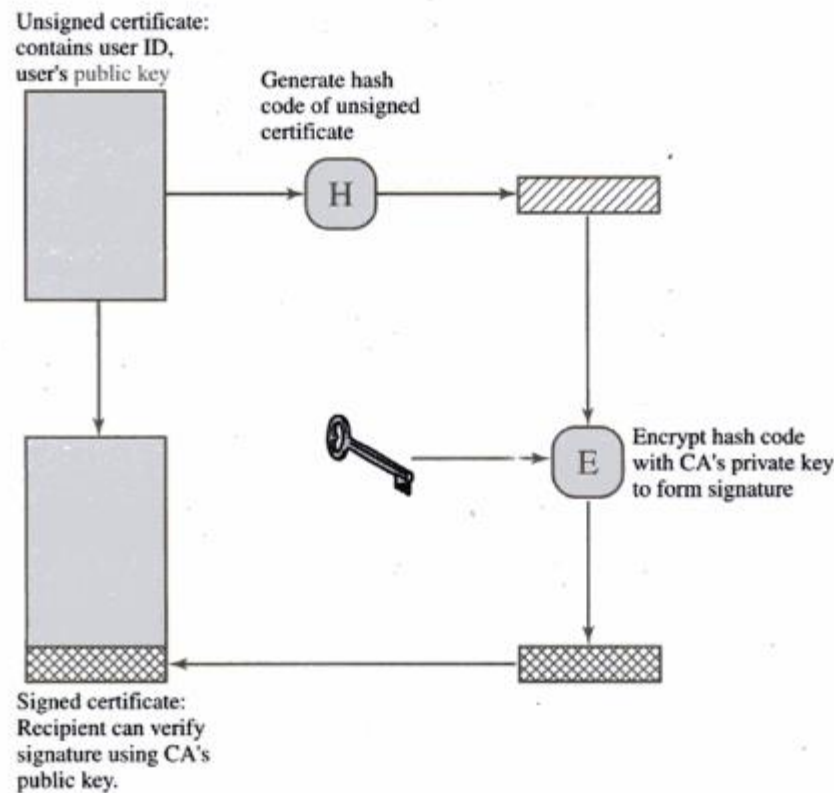 Unsigned certificate:
contains user ID,
user's public key
Generate hash
code of unsigned
certificate
H
E
Encrypt hash code
with CA's private key
to form signature
Signed certificate:
Recipient can verify
signature using CA's
public key.